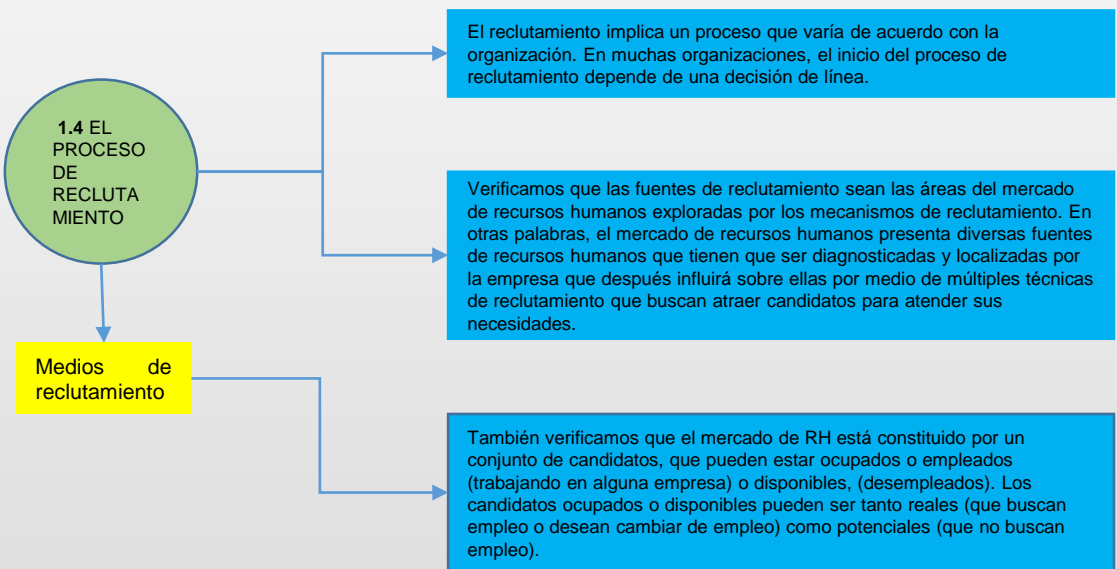 El reclutamiento implica un proceso que varía de acuerdo con la
organización. En muchas organizaciones, el inicio del proceso de
reclutamiento depende de una decisión de línea.
1.4 EL
PROCESO
DE
RECLUTA
MIENTO
Verificamos que las fuentes de reclutamiento sean las áreas del mercado
de recursos humanos exploradas por los mecanismos de reclutamiento. En
otras palabras, el mercado de recursos humanos presenta diversas fuentes
de recursos humanos que tienen que ser diagnosticadas y localizadas por
la empresa que después influirá sobre ellas por medio de múltiples técnicas
de reclutamiento que buscan atraer candidatos para atender sus
necesidades.
Medios de
reclutamiento
También verificamos que el mercado de RH está constituido por un
conjunto de candidatos, que pueden estar ocupados o empleados
(trabajando en alguna empresa) o disponibles, (desempleados). Los
candidatos ocupados o disponibles pueden ser tanto reales (que buscan
empleo o desean cambiar de empleo) como potenciales (que no buscan
empleo).